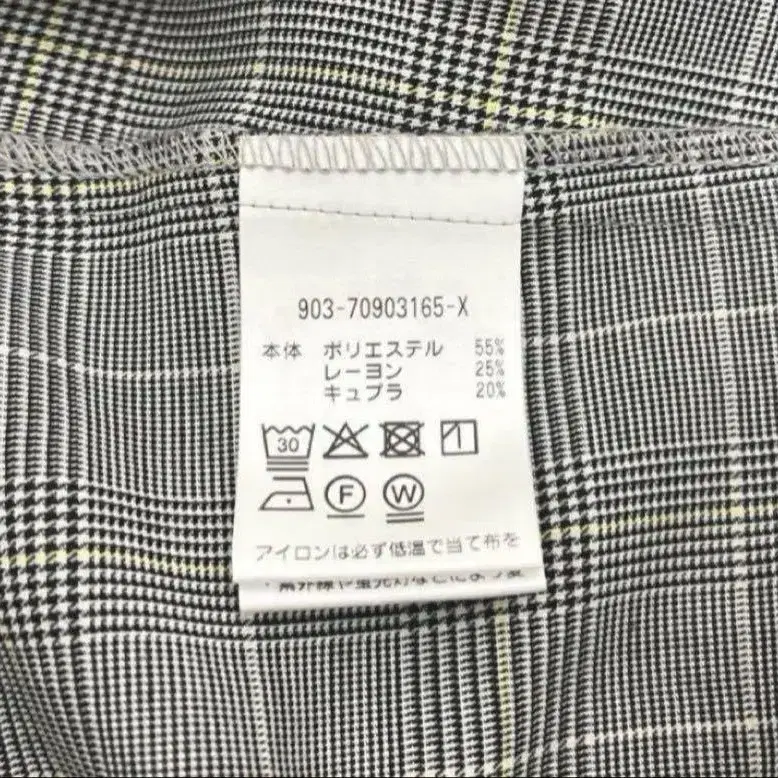 903-70903165-X
本体 ポリエステル 55%
レーヨン 25%
キュプラ 20%
30
F W
アイロンは必ず低温で当て布を